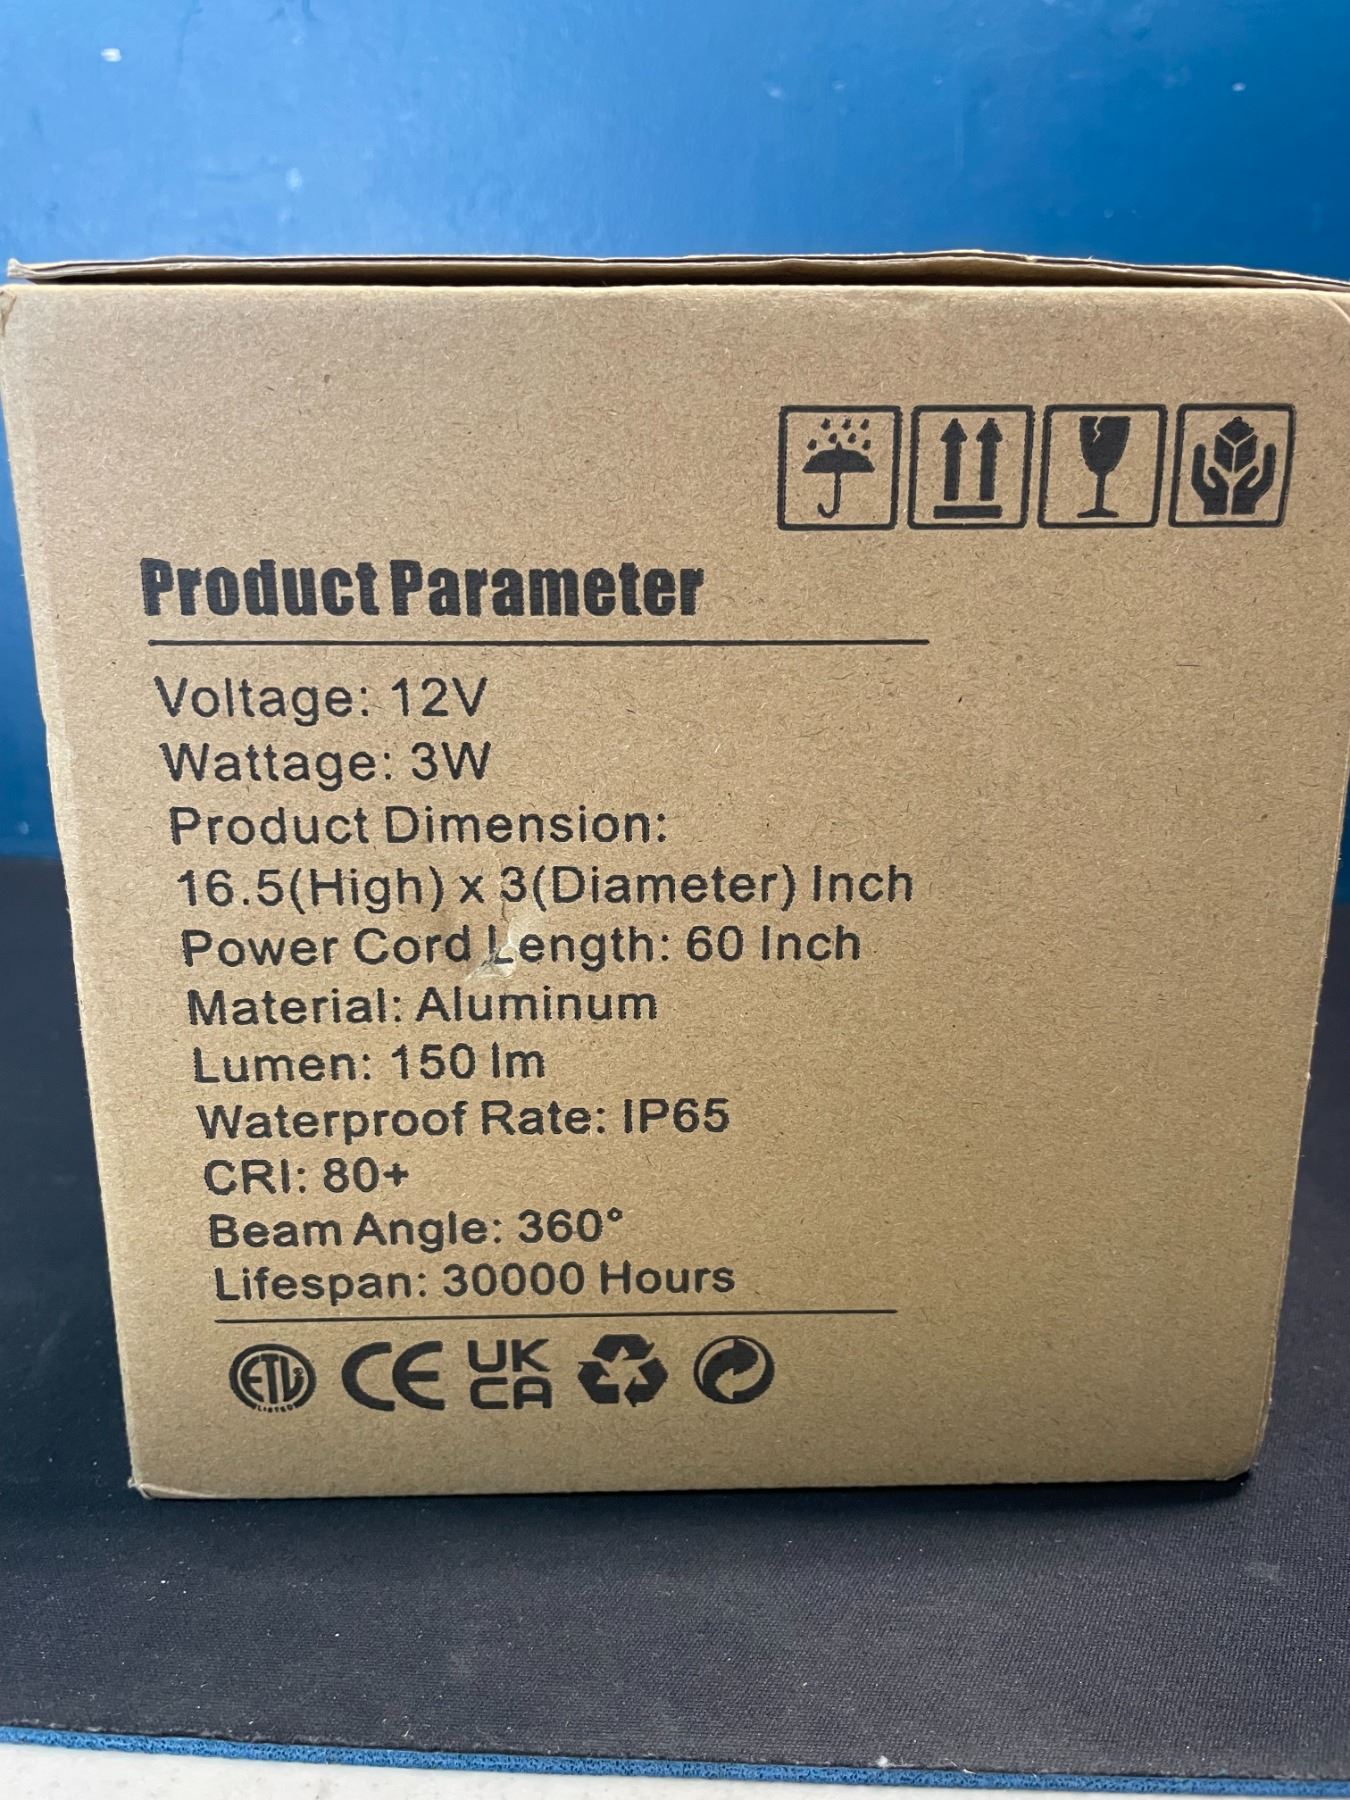 Product Parameter
Voltage: 12V
Wattage: 3W
Product Dimension:
16.5(High) x 3(Diameter) Inch
Power Cord Length: 60 Inch
Material: Aluminum
Lumen: 150 lm
Waterproof Rate: IP65
CRI: 80+
Beam Angle: 360°
Lifespan: 30000 Hours
ETL CE UK
LISTED CA